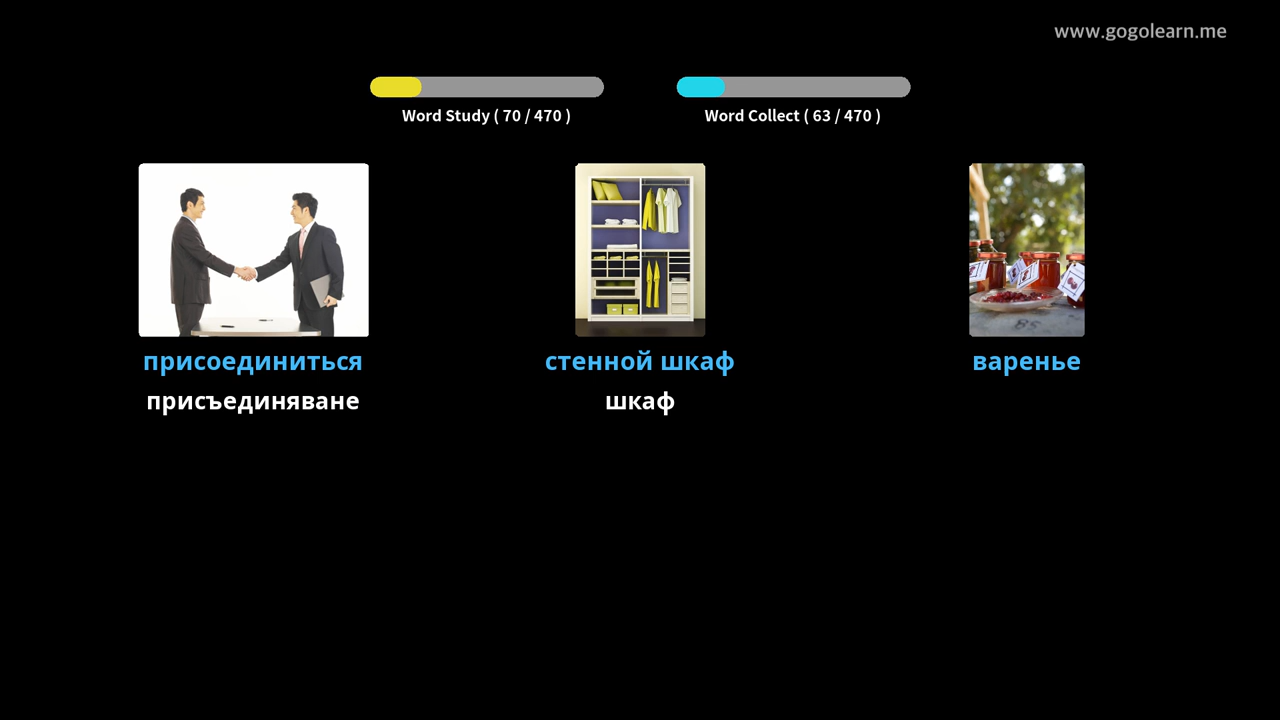 www.gogolearn.me
Word Study ( 70 / 470 )
Word Collect ( 63 / 470 )
присоединиться
стенной шкаф
варенье
присъединяване
шкаф